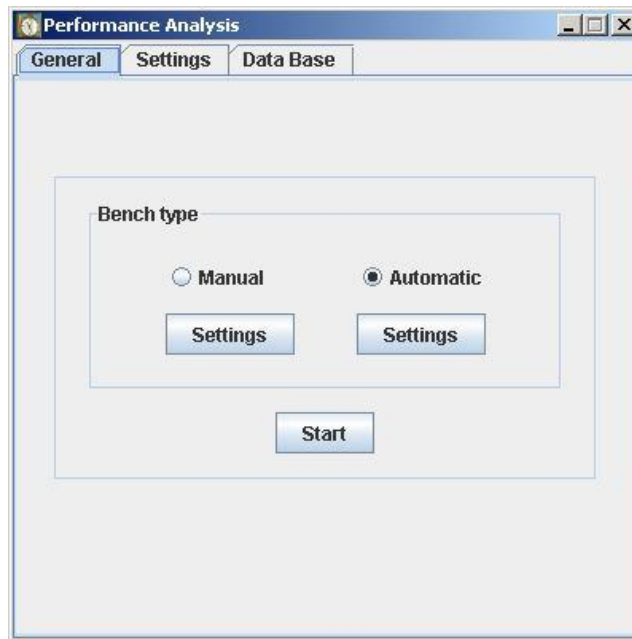 Performance Analysis
General Settings Data Base
Bench type
Manual Automatic
Settings Settings
Start